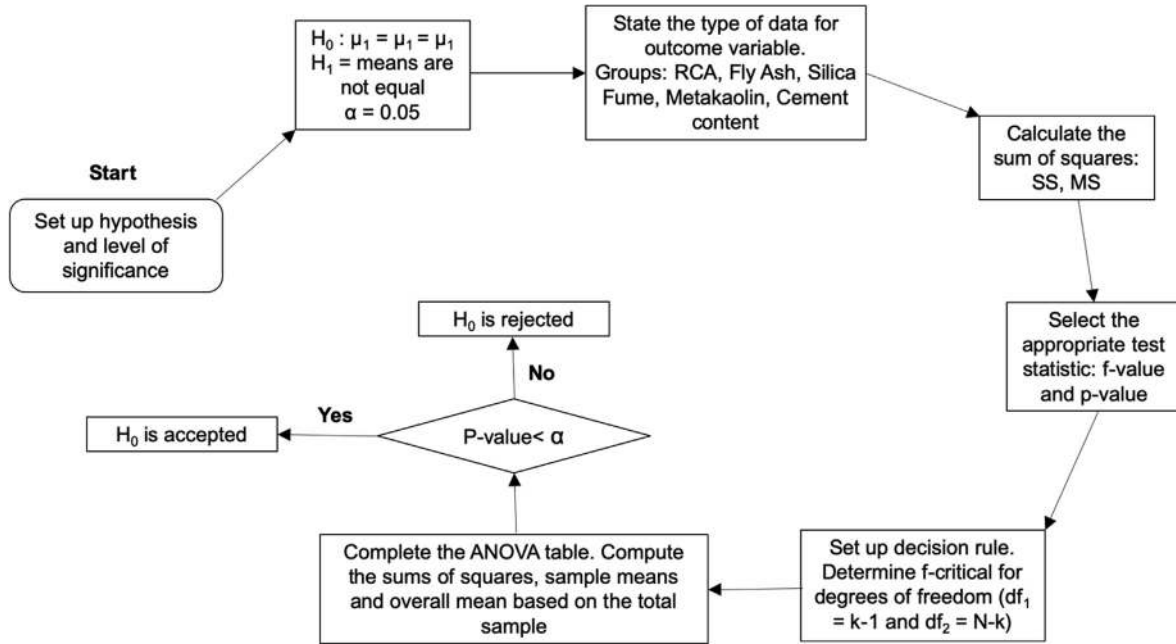 Start
Set up hypothesis
and level of
significance
H₀ : μ₁ = μ₁ = μ₁
H₁ = means are
not equal
α = 0.05
State the type of data for
outcome variable.
Groups: RCA, Fly Ash, Silica
Fume, Metakaolin, Cement
content
Calculate the
sum of squares:
SS, MS
Select the
appropriate test
statistic: f-value
and p-value
Set up decision rule.
Determine f-critical for
degrees of freedom (df₁
= k-1 and df₂ = N-k)
Complete the ANOVA table. Compute
the sums of squares, sample means
and overall mean based on the total
sample
P-value< α
No
H₀ is rejected
Yes
H₀ is accepted